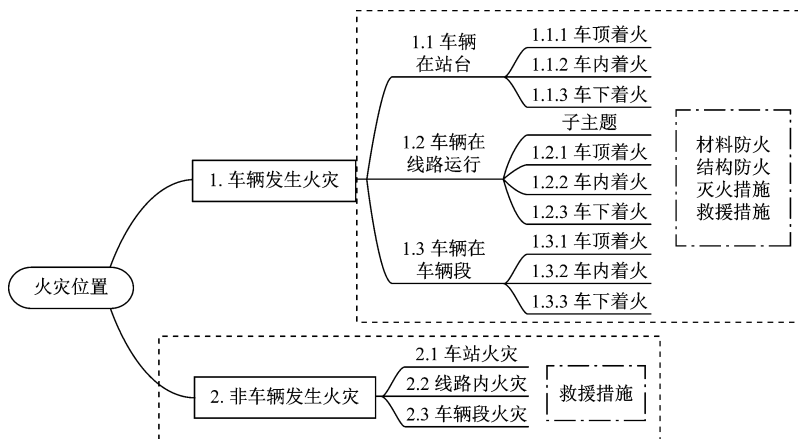 火灾位置
1. 车辆发生火灾
1.1 车辆
在站台
1.1.1 车顶着火
1.1.2 车内着火
1.1.3 车下着火
1.2 车辆在
线路运行
子主题
1.2.1 车顶着火
1.2.2 车内着火
1.2.3 车下着火
1.3 车辆在
车辆段
1.3.1 车顶着火
1.3.2 车内着火
1.3.3 车下着火
材料防火
结构防火
灭火措施
救援措施
2. 非车辆发生火灾
2.1 车站火灾
2.2 线路内火灾
2.3 车辆段火灾
救援措施